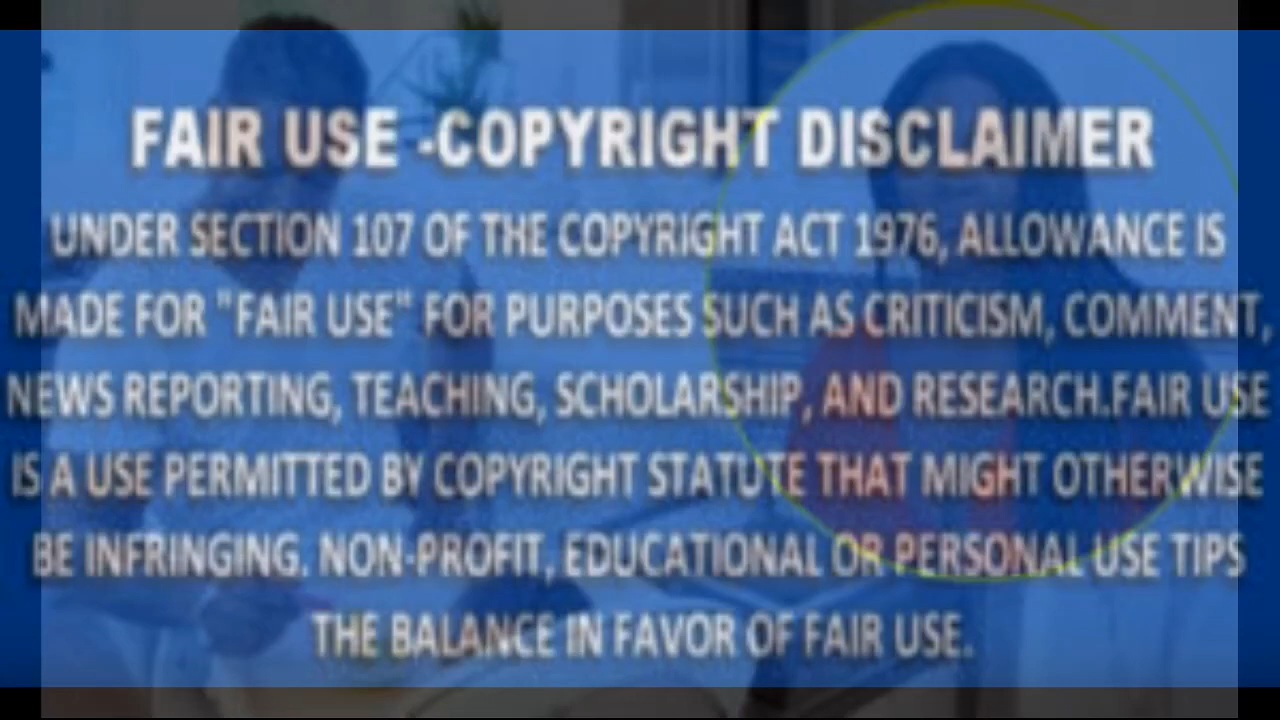 FAIR USE -COPYRIGHT DISCLAIMER
UNDER SECTION 107 OF THE COPYRIGHT ACT 1976, ALLOWANCE IS
MADE FOR "FAIR USE" FOR PURPOSES SUCH AS CRITICISM, COMMENT,
NEWS REPORTING, TEACHING, SCHOLARSHIP, AND RESEARCH.FAIR USE
IS A USE PERMITTED BY COPYRIGHT STATUTE THAT MIGHT OTHERWISE
BE INFRINGING. NON-PROFIT, EDUCATIONAL OR PERSONAL USE TIPS
THE BALANCE IN FAVOR OF FAIR USE.